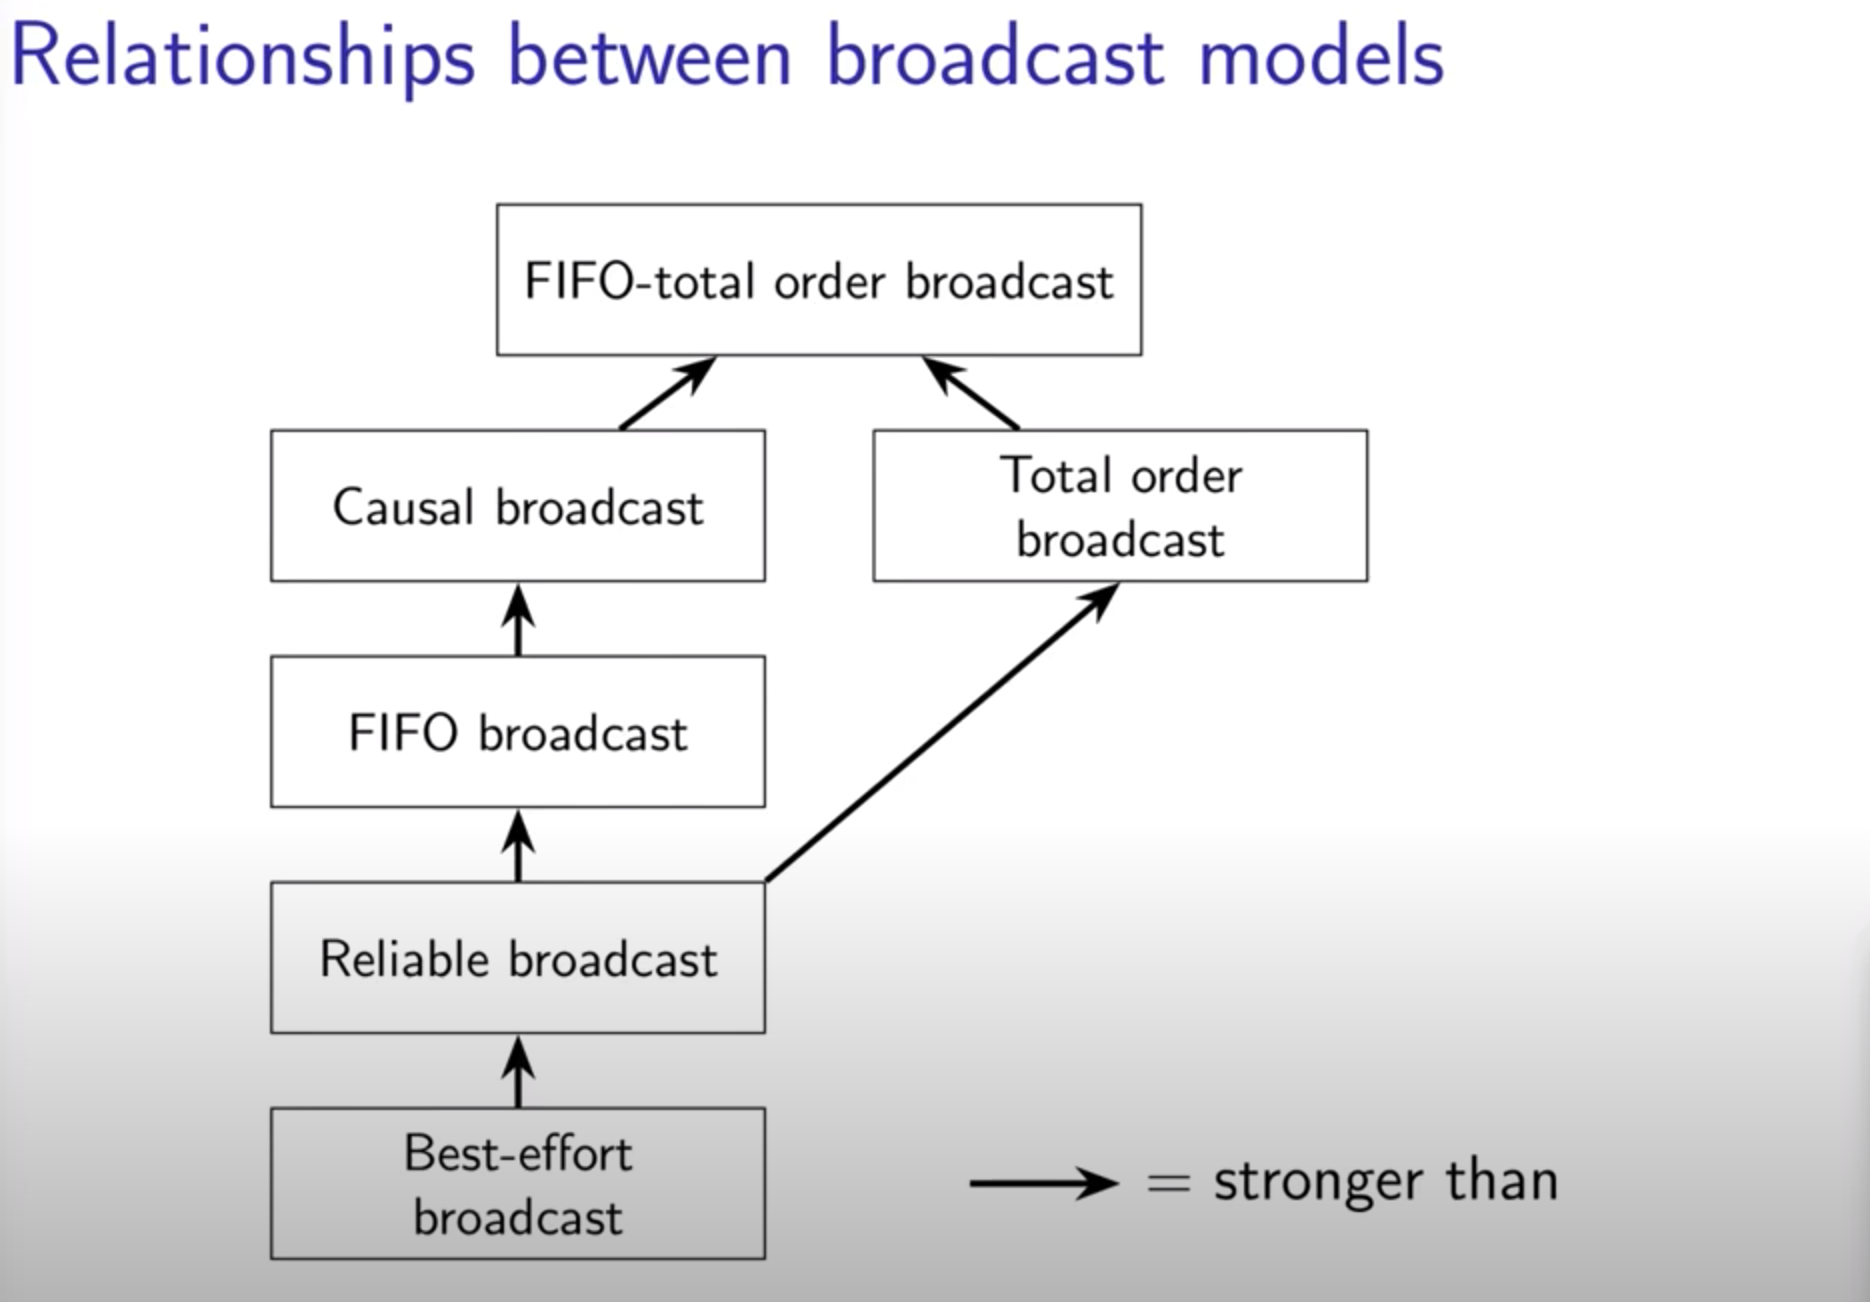 Relationships between broadcast models
FIFO-total order broadcast
Causal broadcast
Total order
broadcast
FIFO broadcast
Reliable broadcast
Best-effort
broadcast
= stronger than